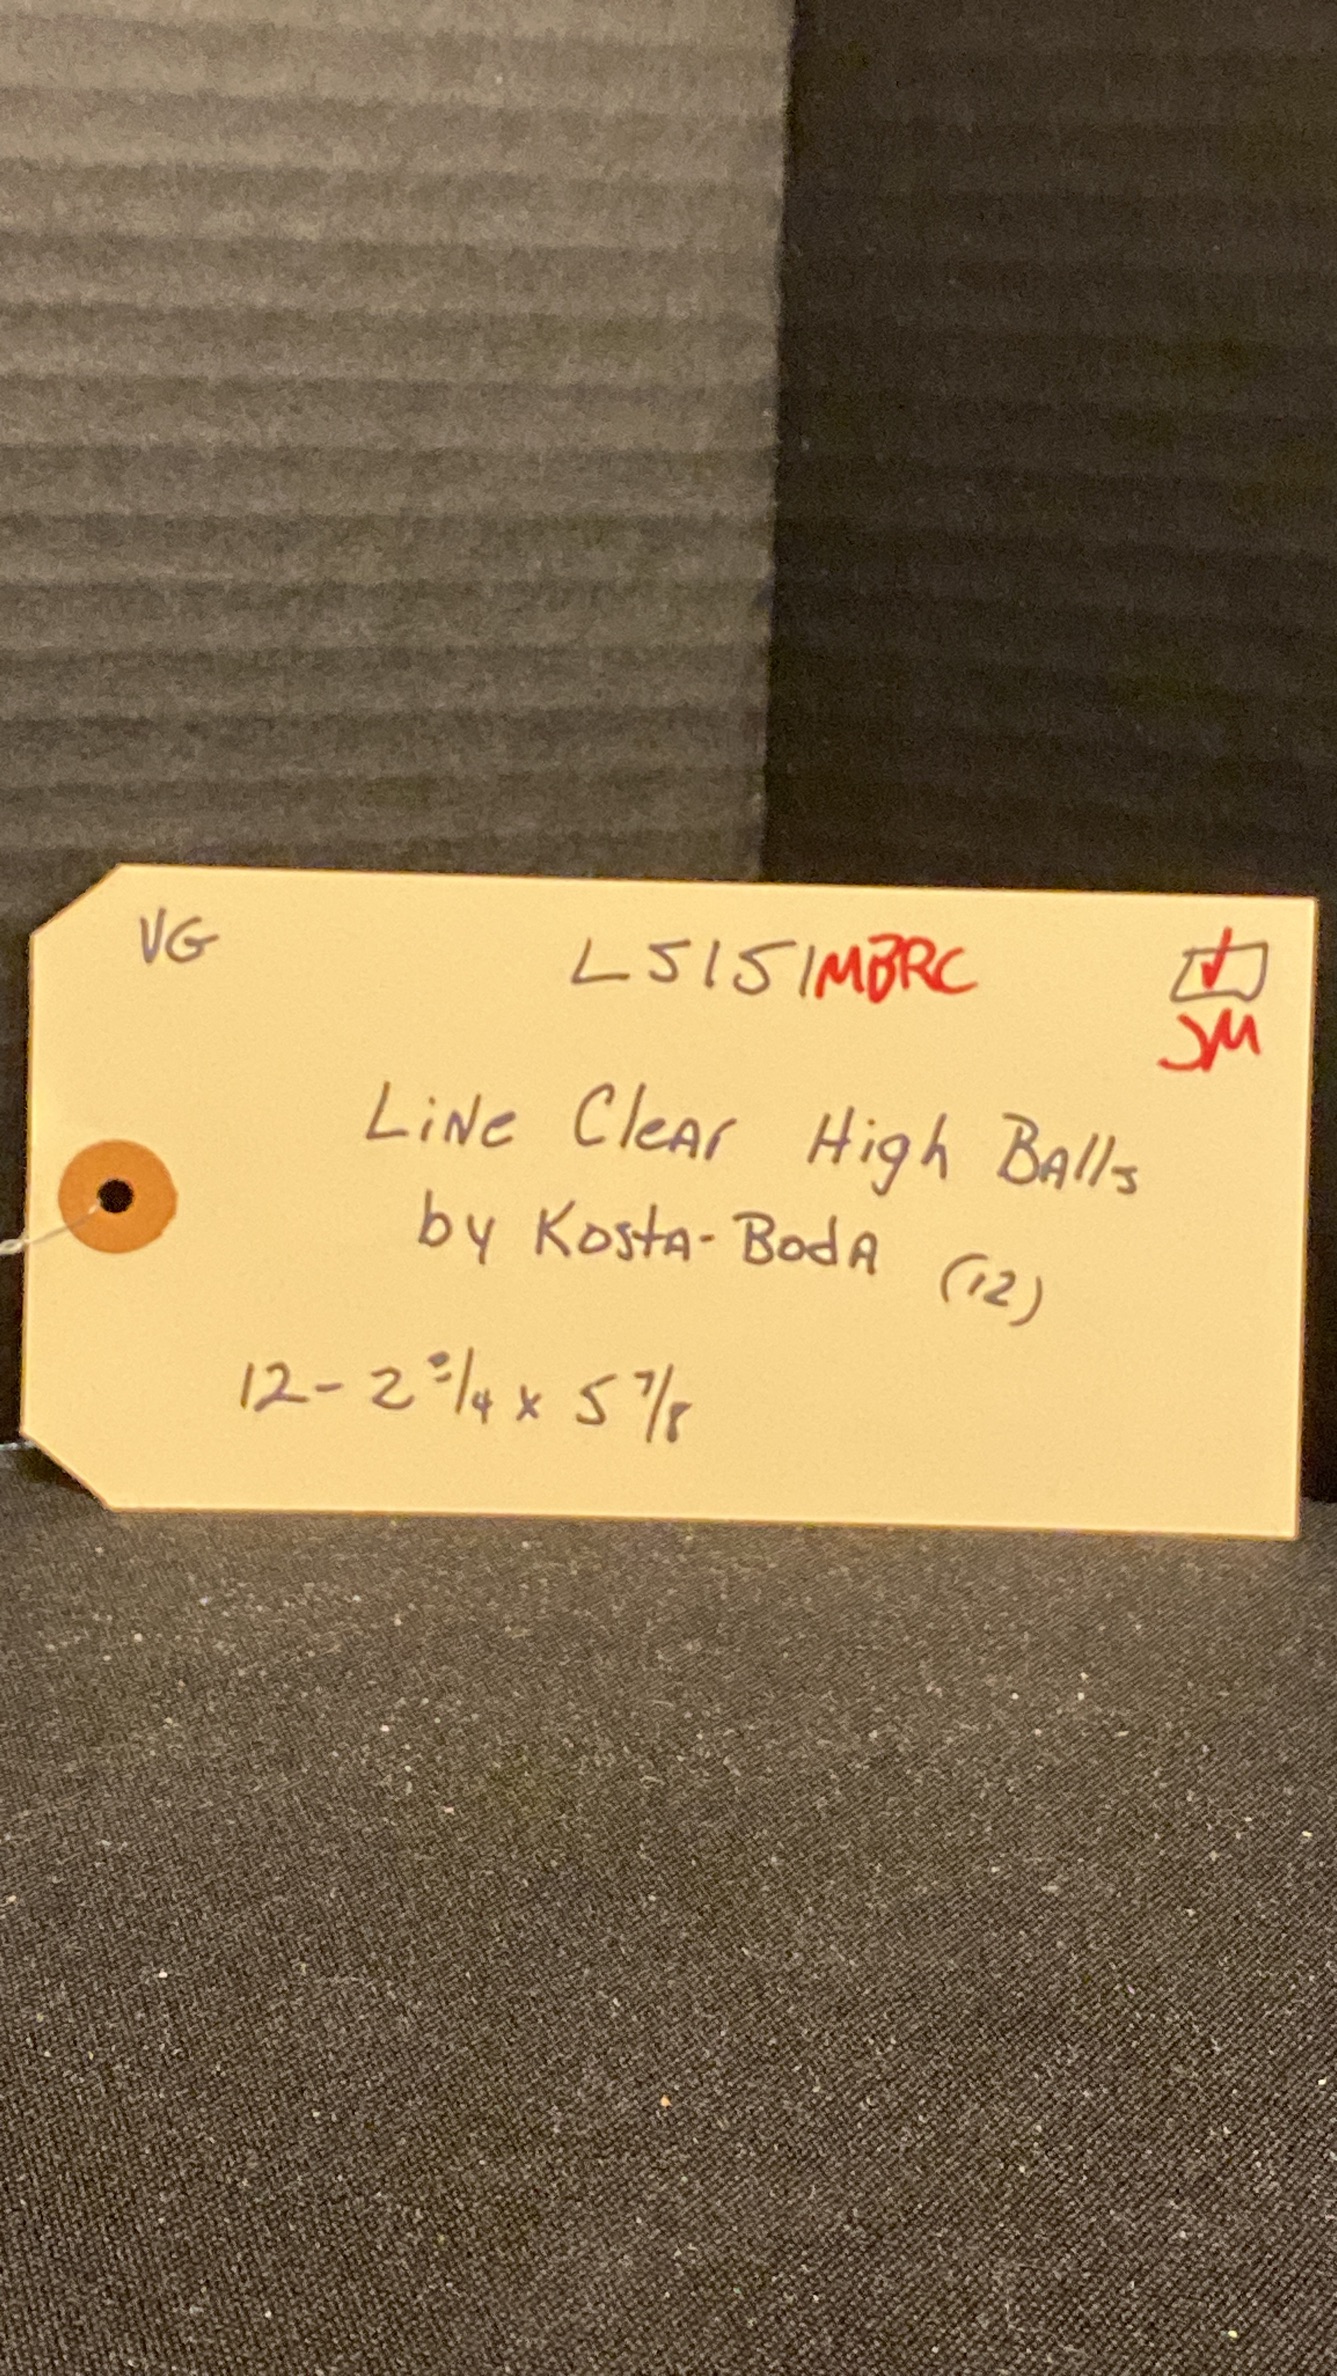 VG L5151MBRC
JM
Line Clear High Balls
by Kosta-Boda (12)
12- 2 3/4 x 5 7/8